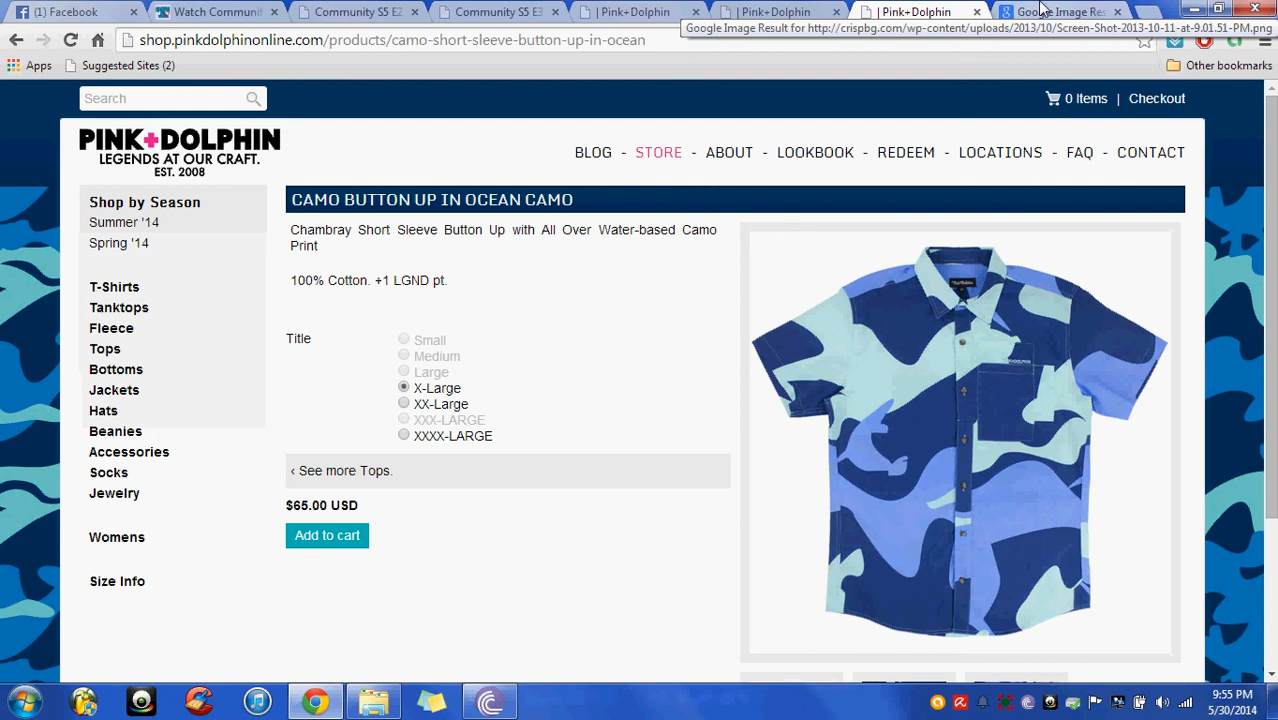 (1) Facebook
Watch Communit
Community S5 E2
Community S5 E3
| Pink+Dolphin
| Pink+Dolphin
| Pink+Dolphin
Google Image Res
Google Image Result for http://crispbg.com/wp-content/uploads/2013/10/Screen-Shot-2013-10-11-at-9.01.51-PM.png
shop.pinkdolphinonline.com/products/camo-short-sleeve-button-up-in-ocean
Apps
Suggested Sites (2)
Other bookmarks
Search
0 Items | Checkout
PINK+DOLPHIN
LEGENDS AT OUR CRAFT.
EST. 2008
BLOG - STORE - ABOUT - LOOKBOOK - REDEEM - LOCATIONS - FAQ - CONTACT
Shop by Season
Summer '14
Spring '14
T-Shirts
Tanktops
Fleece
Tops
Bottoms
Jackets
Hats
Beanies
Accessories
Socks
Jewelry
Womens
Size Info
CAMO BUTTON UP IN OCEAN CAMO
Chambray Short Sleeve Button Up with All Over Water-based Camo
Print
100% Cotton. +1 LGND pt.
Title
Small
Medium
Large
X-Large
XX-Large
XXX-LARGE
XXXX-LARGE
‹ See more Tops.
$65.00 USD
Add to cart
9:55 PM
5/30/2014